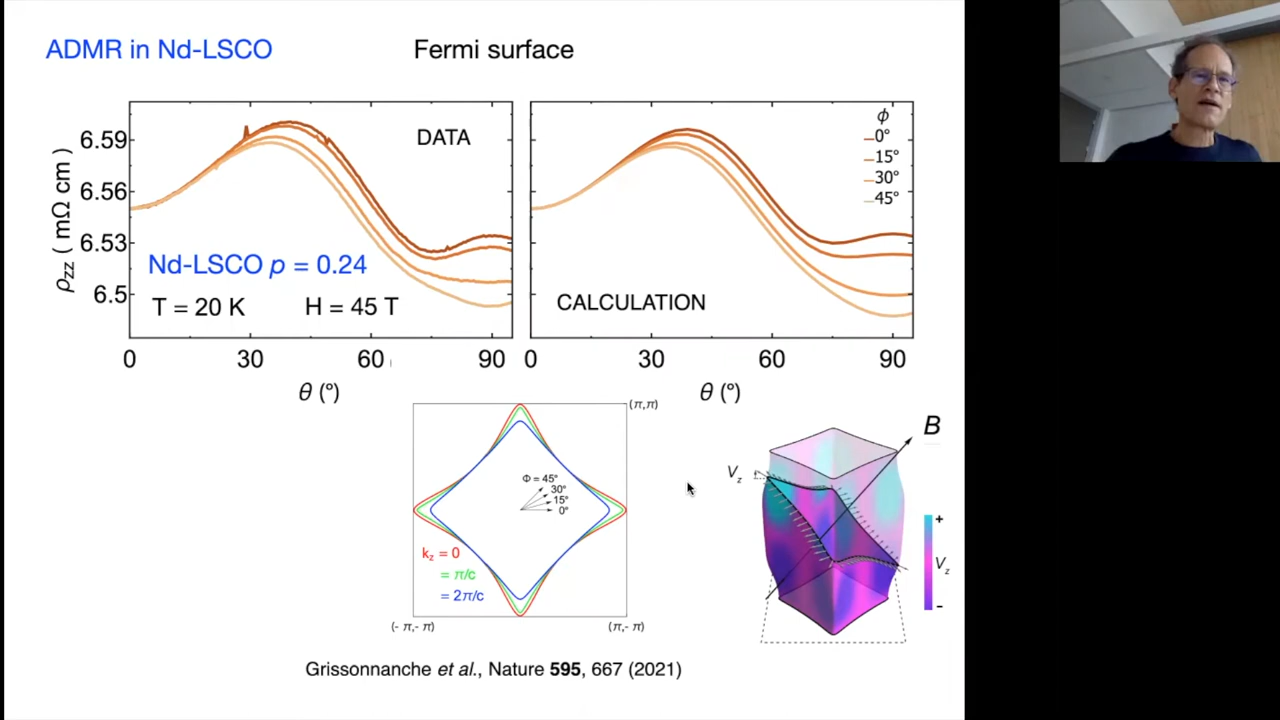 ADMR in Nd-LSCO
Fermi surface
DATA
6.59
6.56
6.53
6.5
ρzz ( mΩ cm )
Nd-LSCO p = 0.24
T = 20 K H = 45 T
0 30 60 90
θ (°)
ϕ
0°
15°
30°
45°
CALCULATION
0 30 60 90
θ (°)
(π,π)
Φ = 45°
30°
15°
0°
kz = 0
= π/c
= 2π/c
(- π,- π)
(π,- π)
B
Vz
+
Vz
-
Grissonnanche et al., Nature 595, 667 (2021)